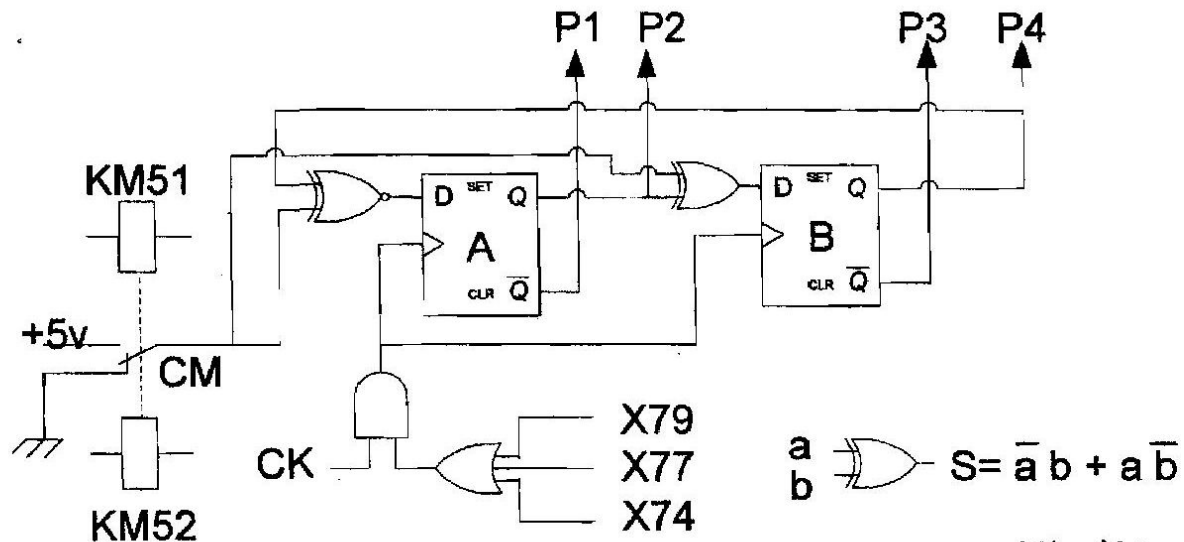 P1 P2 P3 P4
KM51
D SET Q
A
CLR Q̅
D SET Q
B
CLR Q̅
+5v
CM
KM52
CK
X79
X77
X74
a
b
S= a̅ b + a b̅